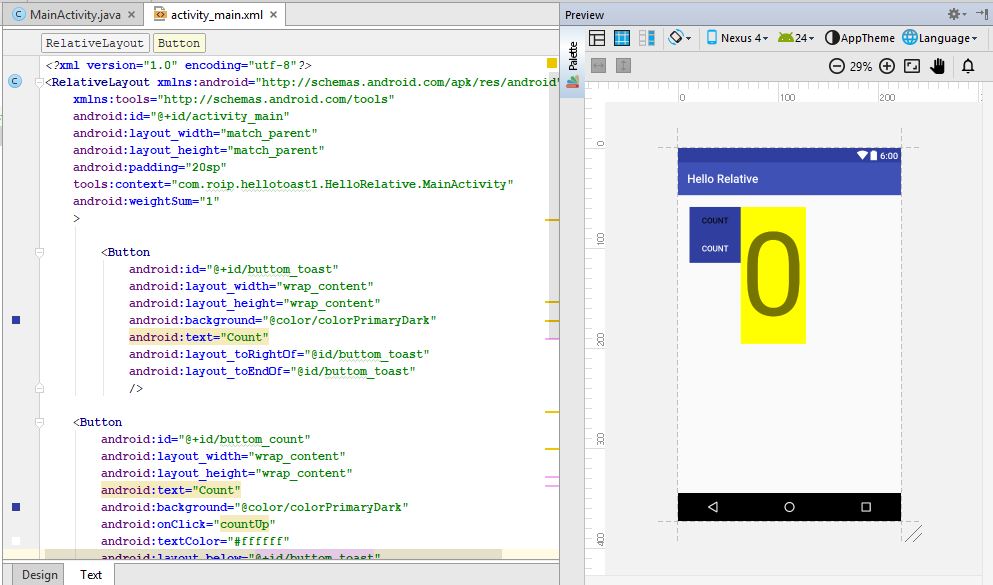 MainActivity.java
activity_main.xml
RelativeLayout
Button
<?xml version="1.0" encoding="utf-8"?>
<RelativeLayout xmlns:android="http://schemas.android.com/apk/res/android"
xmlns:tools="http://schemas.android.com/tools"
android:id="@+id/activity_main"
android:layout_width="match_parent"
android:layout_height="match_parent"
android:padding="20sp"
tools:context="com.roip.hellotoast1.HelloRelative.MainActivity"
android:weightSum="1"
>
<Button
android:id="@+id/buttom_toast"
android:layout_width="wrap_content"
android:layout_height="wrap_content"
android:background="@color/colorPrimaryDark"
android:text="Count"
android:layout_toRightOf="@id/buttom_toast"
android:layout_toEndOf="@id/buttom_toast"
/>
<Button
android:id="@+id/buttom_count"
android:layout_width="wrap_content"
android:layout_height="wrap_content"
android:text="Count"
android:background="@color/colorPrimaryDark"
android:onClick="countUp"
android:textColor="#ffffff"
android:layout_below="@+id/buttom_toast"
Design
Text
Preview
Palette
Nexus 4
24
AppTheme
Language
29%
0
100
200
0
100
200
300
400
6:00
Hello Relative
COUNT
COUNT
0